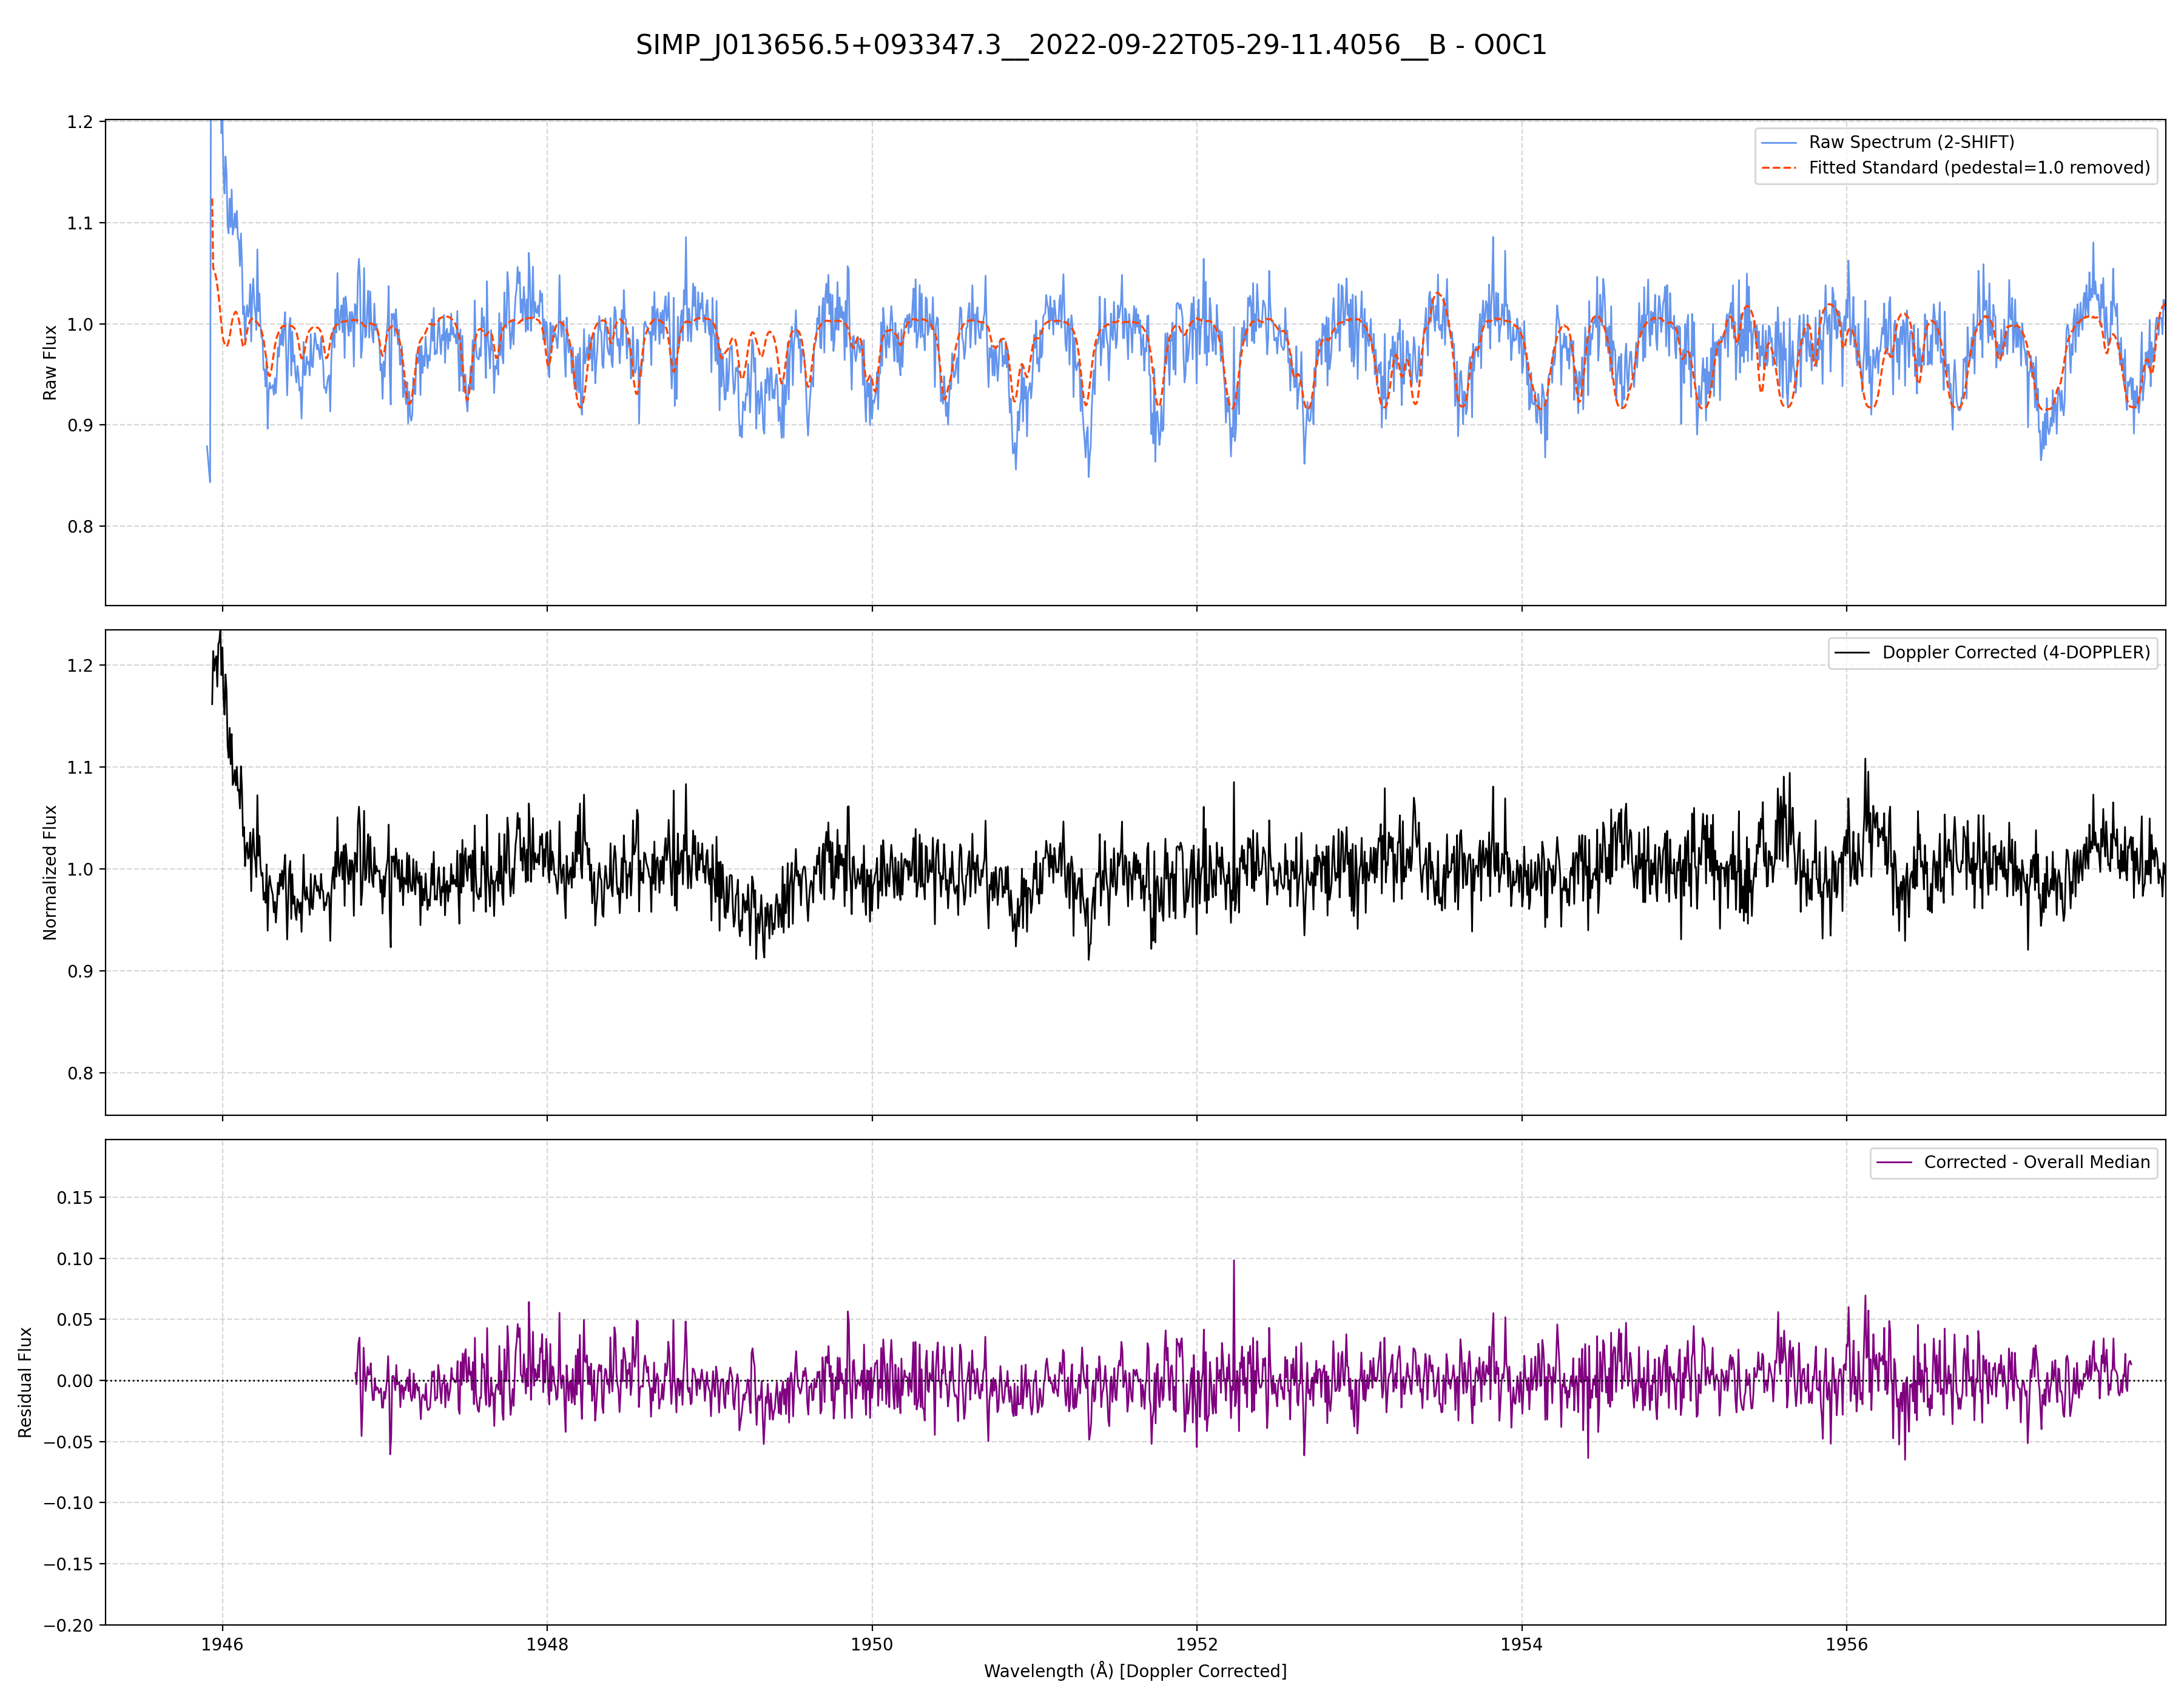 SIMP_J013656.5+093347.3__2022-09-22T05-29-11.4056__B - O0C1
1.2
1.1
1.0
0.9
0.8
Raw Flux
Raw Spectrum (2-SHIFT)
Fitted Standard (pedestal=1.0 removed)
1.2
1.1
1.0
0.9
0.8
Normalized Flux
Doppler Corrected (4-DOPPLER)
0.15
0.10
0.05
0.00
−0.05
−0.10
−0.15
−0.20
Residual Flux
Corrected - Overall Median
1946 1948 1950 1952 1954 1956
Wavelength (Å) [Doppler Corrected]